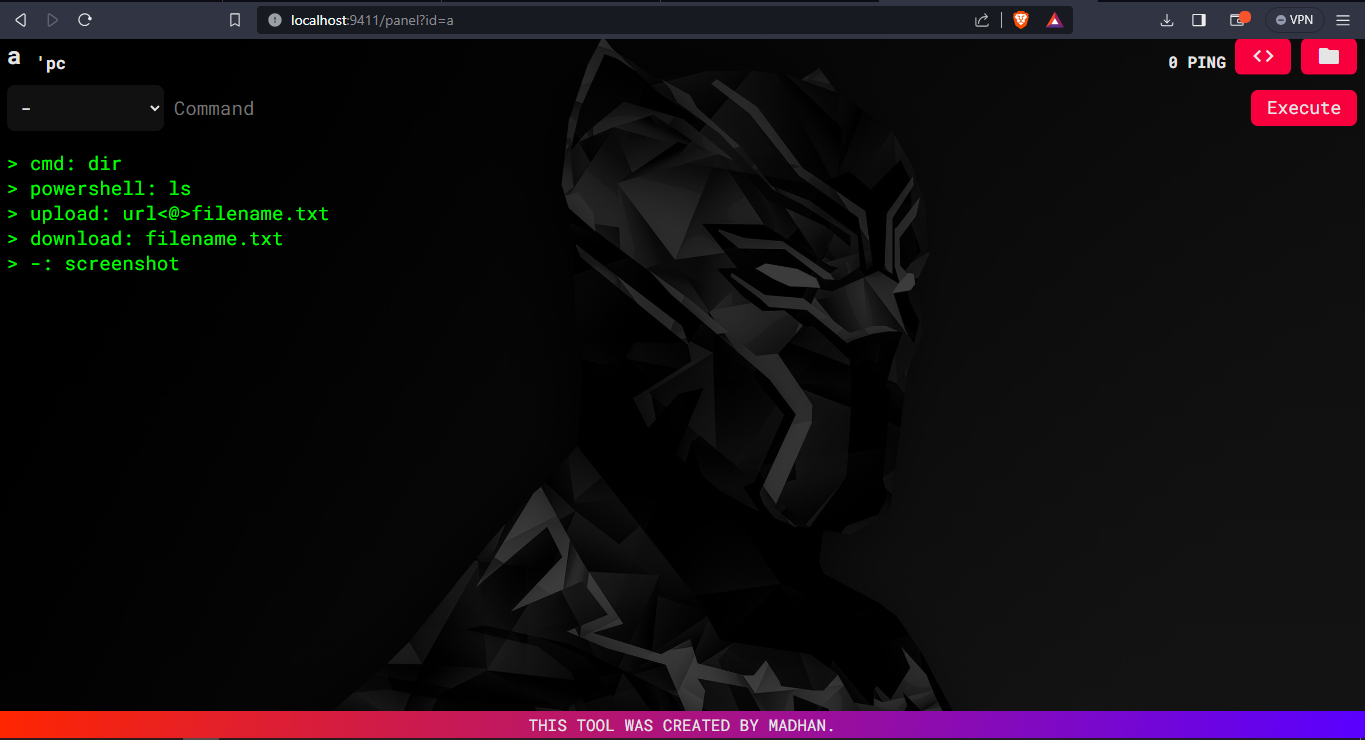 localhost:9411/panel?id=a
VPN
a 'pc
0 PING
<>
-
Command
Execute
> cmd: dir
> powershell: ls
> upload: url<@>filename.txt
> download: filename.txt
> -: screenshot
THIS TOOL WAS CREATED BY MADHAN.